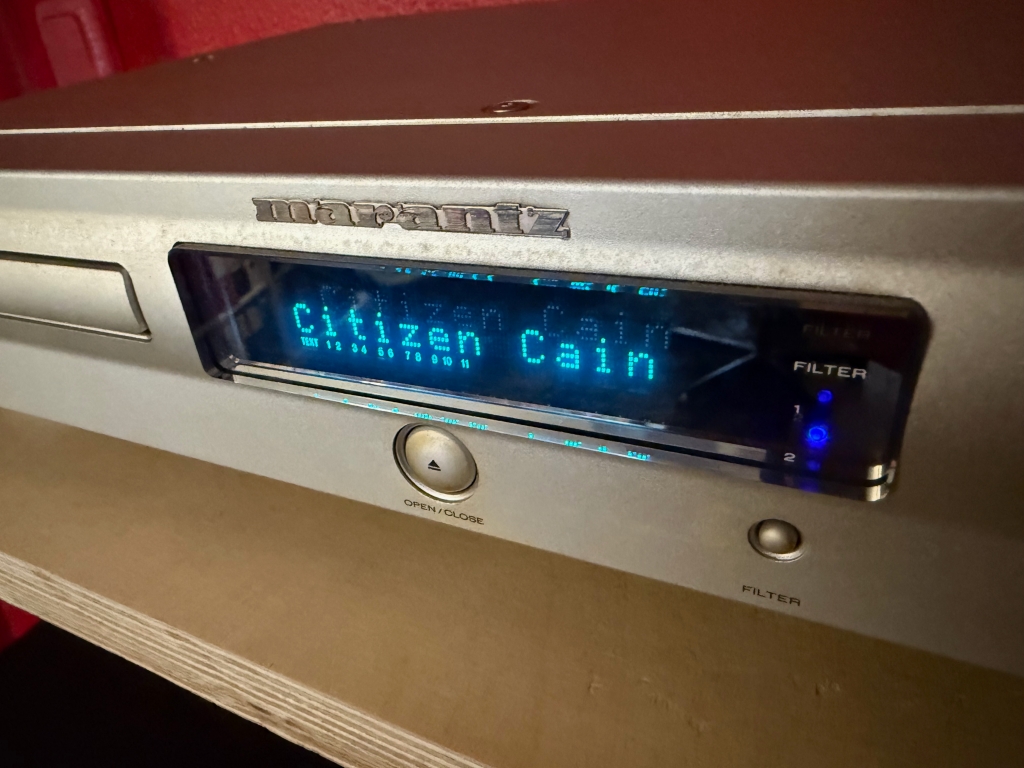 marantz
Citizen Cain
TEXT 1 2 3 4 5 6 7 8 9 10 11
FILTER
1
2
OPEN/CLOSE
FILTER